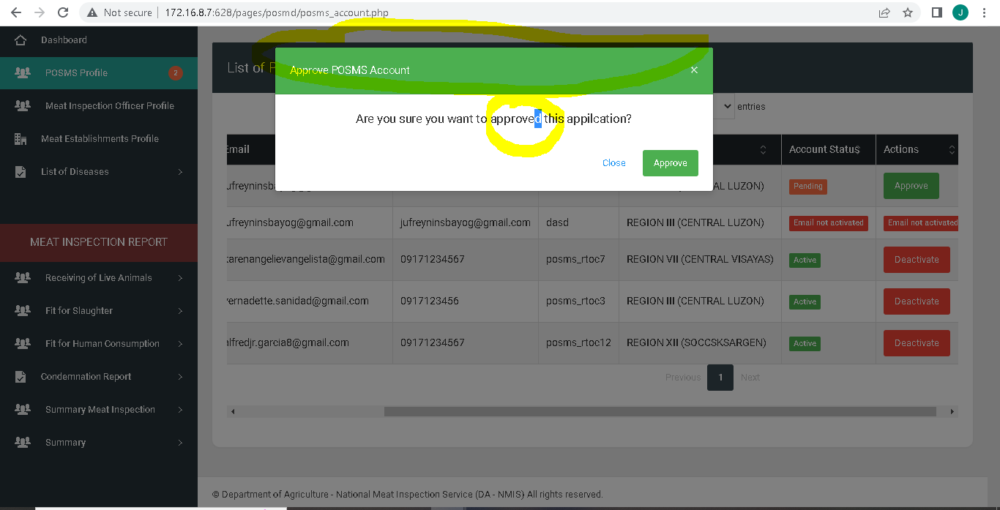 Not secure | 172.16.8.7:628/pages/posmd/posms_account.php
J
Dashboard
POSMS Profile 2
Meat Inspection Officer Profile
Meat Establishments Profile
List of Diseases
MEAT INSPECTION REPORT
Receiving of Live Animals
Fit for Slaughter
Fit for Human Consumption
Condemnation Report
Summary Meat Inspection
Summary
List of P
Approve POSMS Account ×
Are you sure you want to approved this appilcation?
Close Approve
entries
Email Account Status Actions
AL LUZON) Pending Approve
jufreyninsbayog@gmail.com jufreyninsbayog@gmail.com dasd REGION III (CENTRAL LUZON) Email not activated Email not activated
karenangelievangelista@gmail.com 09171234567 posms_rtoc7 REGION VII (CENTRAL VISAYAS) Active Deactivate
vernadette.sanidad@gmail.com 0917123456 posms_rtoc3 REGION III (CENTRAL LUZON) Active Deactivate
alfredjr.garcia8@gmail.com 09171234567 posms_rtoc12 REGION XII (SOCCSKSARGEN) Active Deactivate
Previous 1 Next
© Department of Agriculture - National Meat Inspection Service (DA - NMIS) All rights reserved.